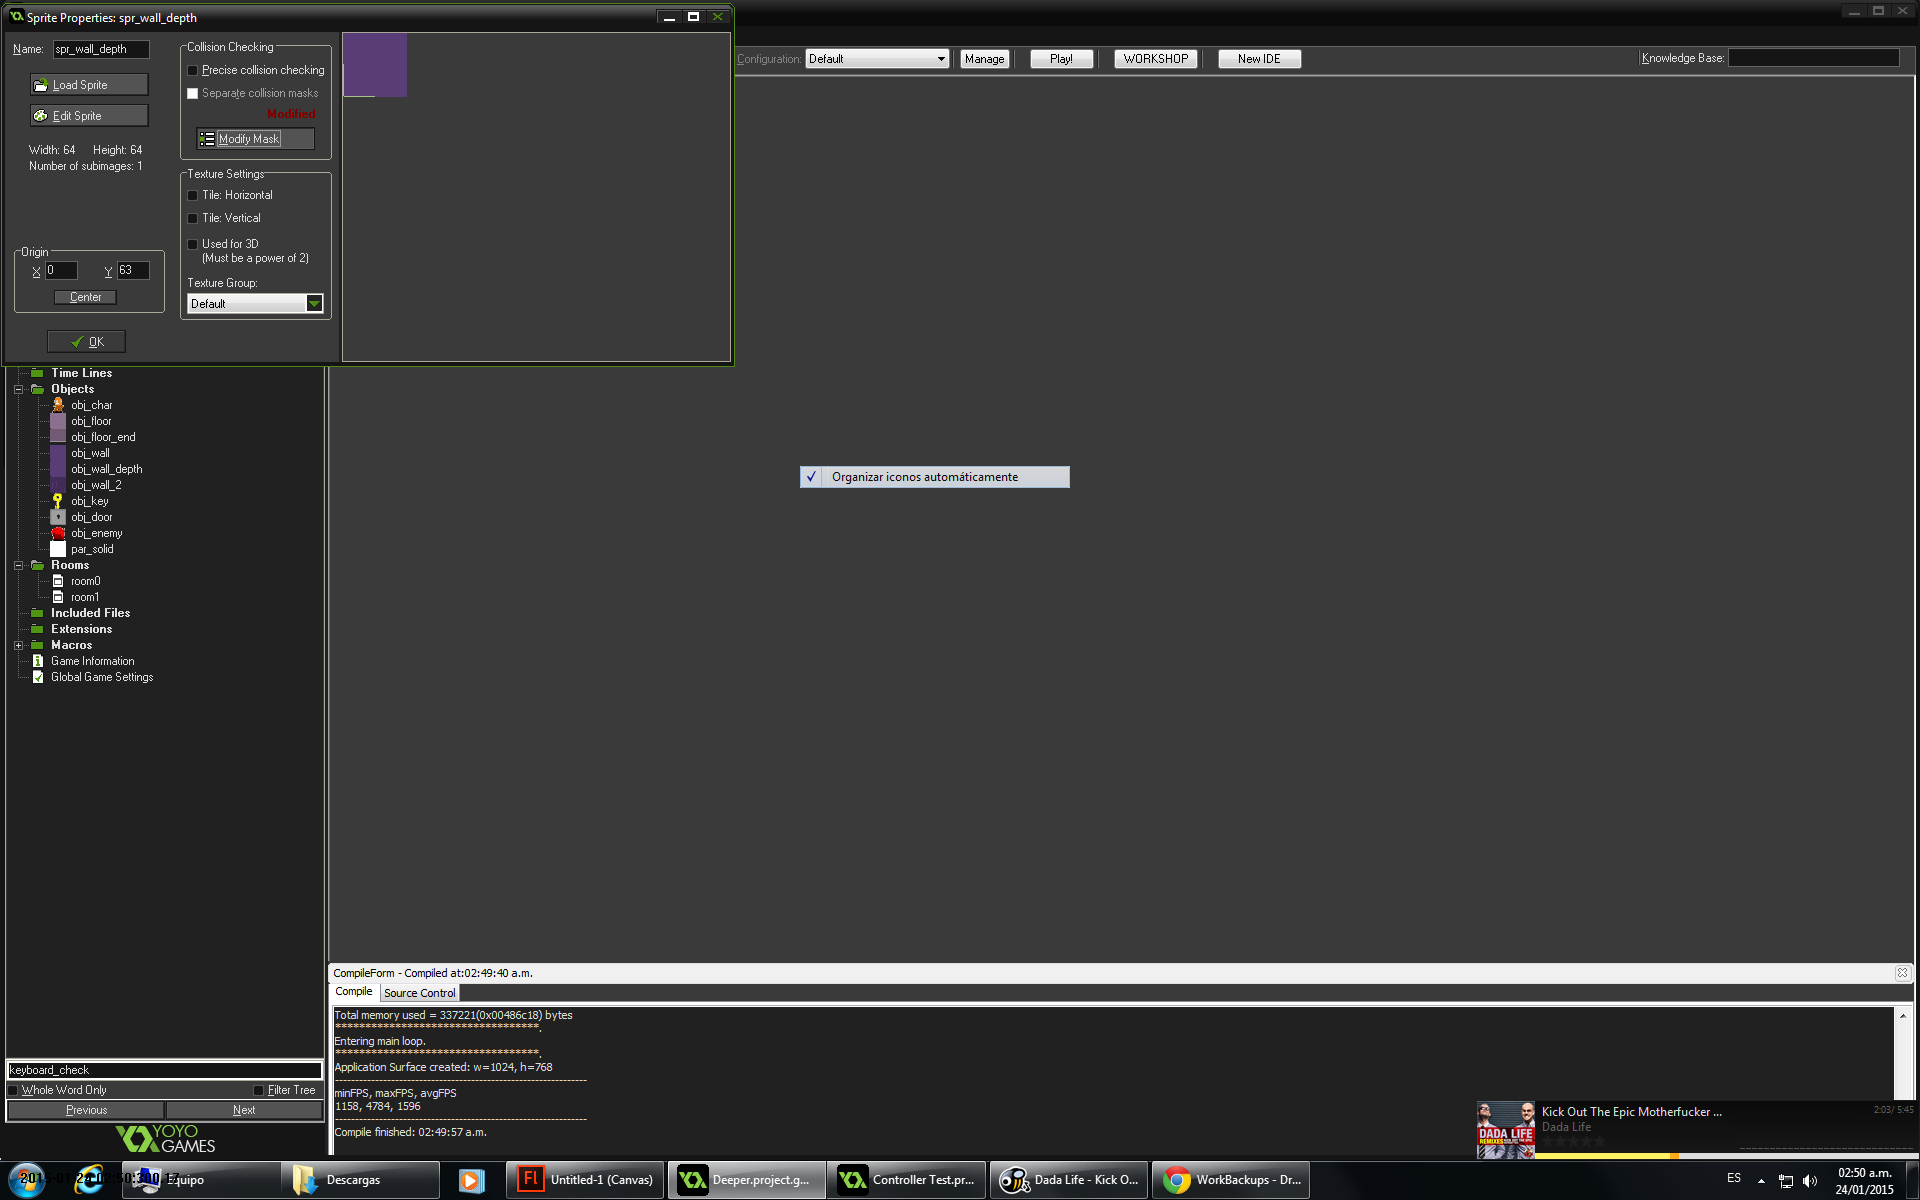 Sprite Properties: spr_wall_depth
Name: spr_wall_depth
Load Sprite
Edit Sprite
Width: 64 Height: 64
Number of subimages: 1
Origin
X 0 Y 63
Center
OK
Collision Checking
Precise collision checking
Separate collision masks
Modified
Modify Mask
Texture Settings
Tile: Horizontal
Tile: Vertical
Used for 3D
(Must be a power of 2)
Texture Group:
Default
Configuration: Default Manage Play! WORKSHOP New IDE Knowledge Base:
Time Lines
Objects
obj_char
obj_floor
obj_floor_end
obj_wall
obj_wall_depth
obj_wall_2
obj_key
obj_door
obj_enemy
par_solid
Rooms
room0
room1
Included Files
Extensions
Macros
Game Information
Global Game Settings
Organizar iconos automáticamente
keyboard_check
Whole Word Only Filter Tree
Previous Next
YOYO
GAMES
CompileForm - Compiled at:02:49:40 a.m.
Compile Source Control
Total memory used = 337221(0x00486c18) bytes
**********************************.
Entering main loop.
**********************************.
Application Surface created: w=1024, h=768
minFPS, maxFPS, avgFPS
1158, 4784, 1596
Compile finished: 02:49:57 a.m.
DADA LIFE
Kick Out The Epic Motherfucker ...
2:03/ 5:45
Dada Life
Equipo
Descargas
Untitled-1 (Canvas)
Deeper.project.g...
Controller Test.pr...
Dada Life - Kick O...
WorkBackups - Dr...
ES
02:50 a.m.
24/01/2015